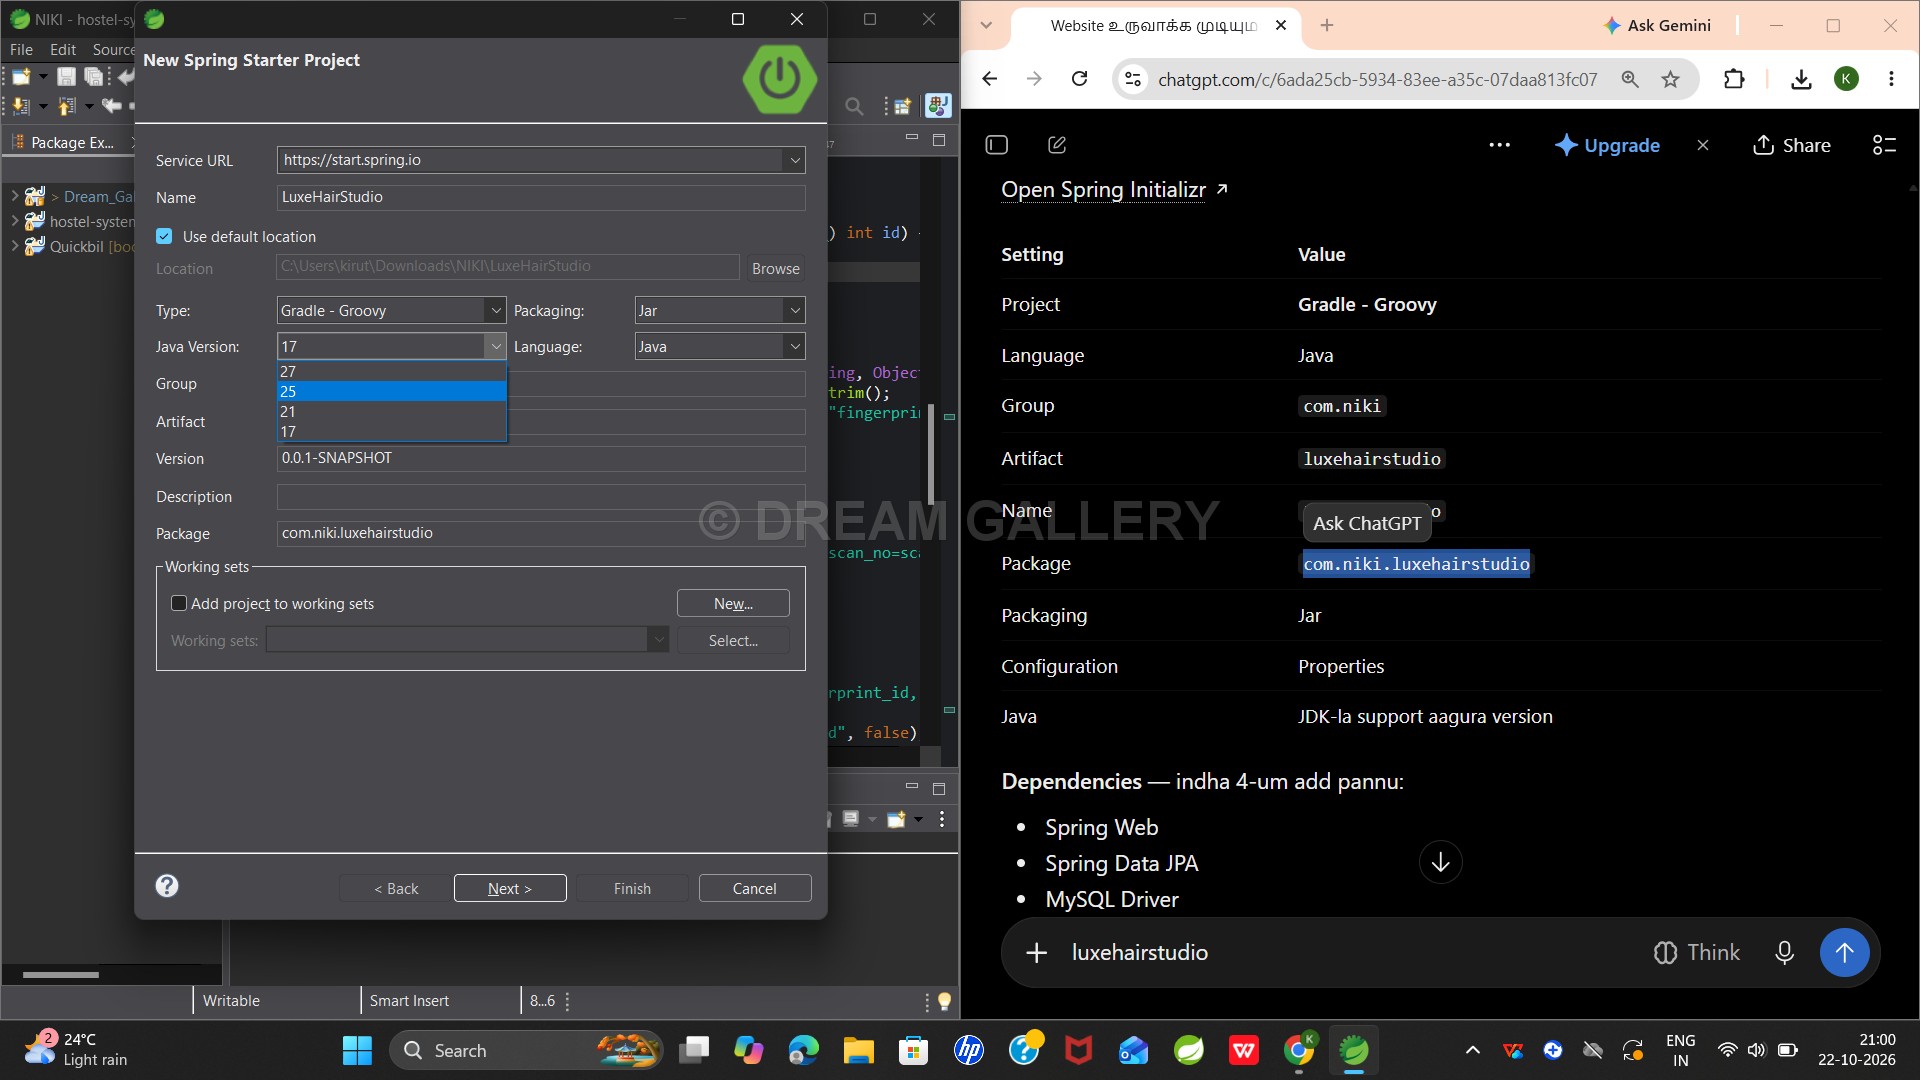 NIKI - hostel-sy
File Edit Source
Package Ex...
> Dream_Gal
hostel-system
Quickbil [boo
New Spring Starter Project
Service URL https://start.spring.io
Name LuxeHairStudio
Use default location
Location C:\Users\kirut\Downloads\NIKI\LuxeHairStudio Browse
Type: Gradle - Groovy Packaging: Jar
Java Version: 17 Language: Java
27
25
21
17
Group
Artifact
Version 0.0.1-SNAPSHOT
Description
Package com.niki.luxehairstudio
Working sets
Add project to working sets New...
Working sets: Select...
< Back Next > Finish Cancel
) int id)
ing, Objec
trim();
"fingerpri
scan_no=sc
rprint_id,
d", false)
Writable Smart Insert 8...6
© DREAM GALLERY
Website உருவாக்க முடியும
Ask Gemini
chatgpt.com/c/6ada25cb-5934-83ee-a35c-07daa813fc07 K
Upgrade Share
Open Spring Initializr ↗
Setting Value
Project Gradle - Groovy
Language Java
Group com.niki
Artifact luxehairstudio
Name o
Ask ChatGPT
Package com.niki.luxehairstudio
Packaging Jar
Configuration Properties
Java JDK-la support aagura version
Dependencies — indha 4-um add pannu:
• Spring Web
• Spring Data JPA
• MySQL Driver
luxehairstudio Think
2 24°C
Light rain
Search
hp
K
ENG
IN
21:00
22-10-2026